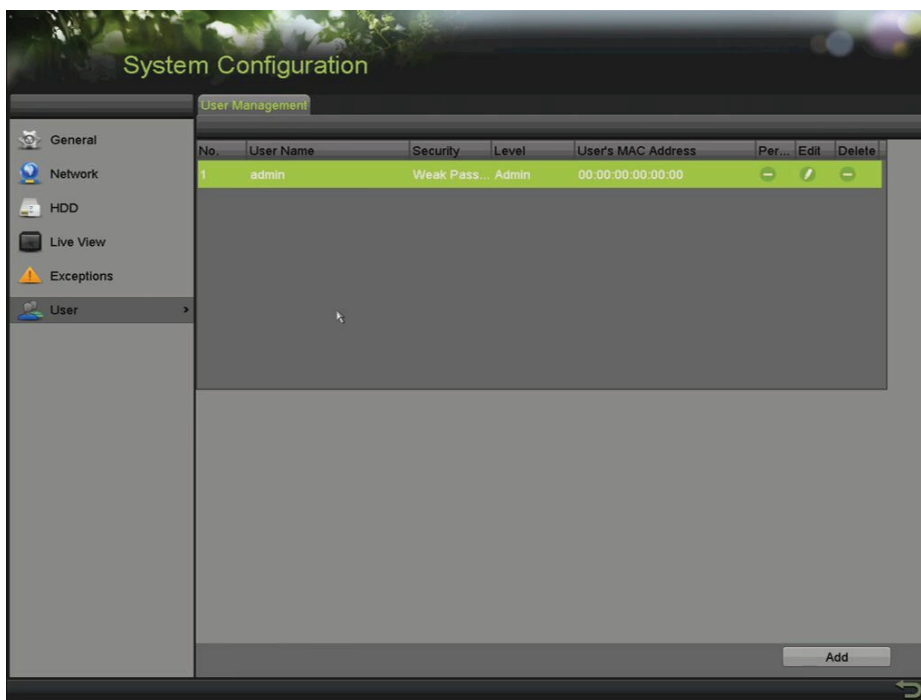 System Configuration
User Management
General
Network
HDD
Live View
Exceptions
User
No. User Name Security Level User's MAC Address Per... Edit Delete
1 admin Weak Pass... Admin 00:00:00:00:00:00
Add